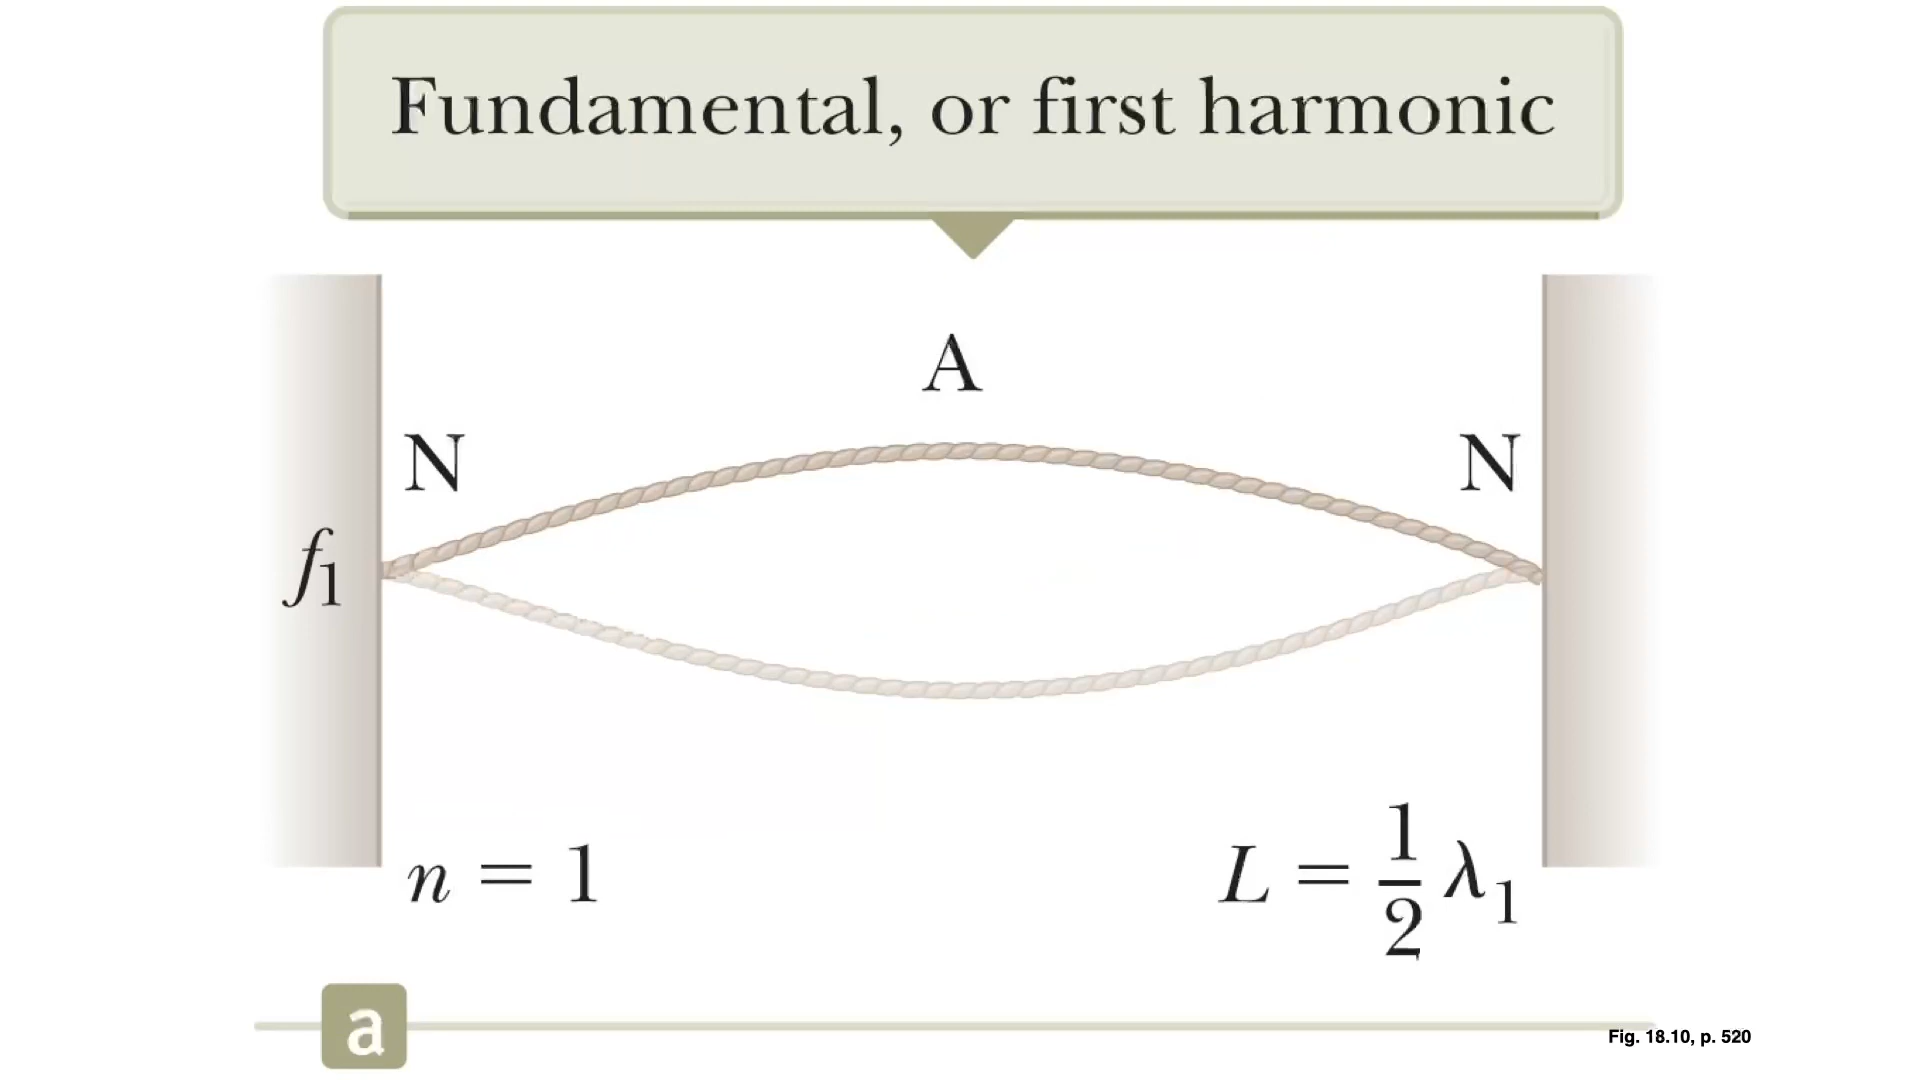 Fundamental, or first harmonic
A
N
N
f₁
n = 1
L = 1/2 λ₁
a
Fig. 18.10, p. 520